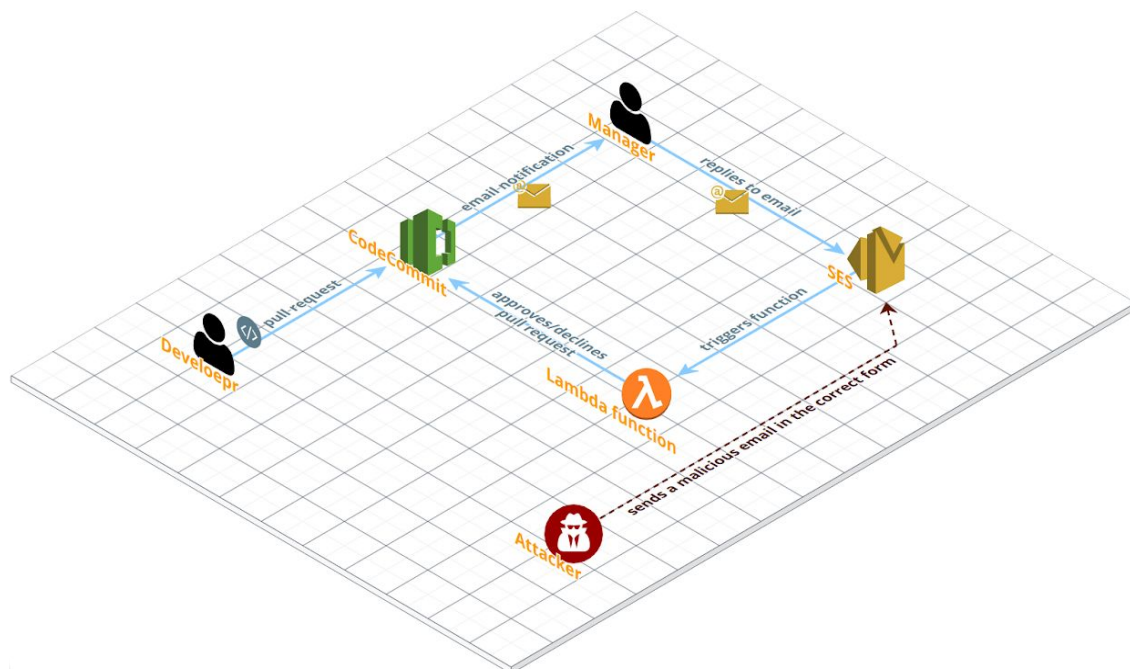 Manager
email-notification
replies to email
CodeCommit
SES
pull-request
approves/declines
pull request
triggers function
Develoepr
Lambda function
sends a malicious email in the correct form
Attacker